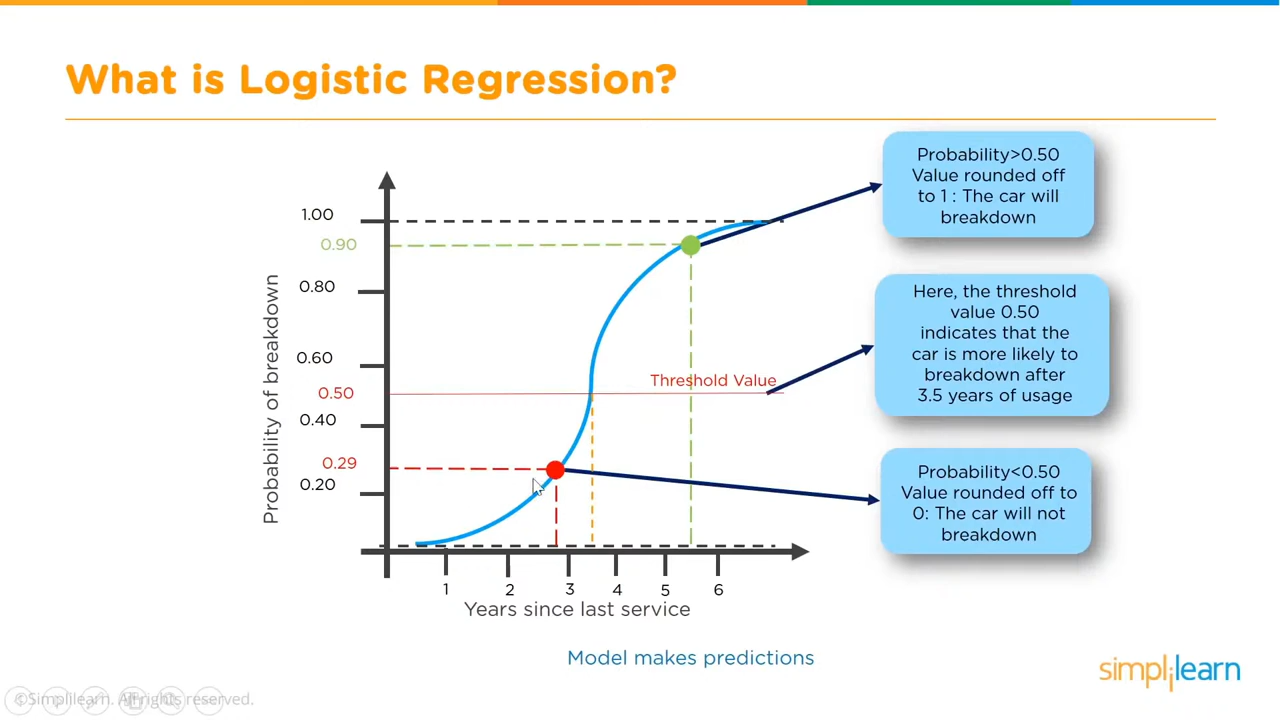 What is Logistic Regression?
Probability>0.50
Value rounded off
to 1 : The car will
breakdown
1.00
0.90
0.80
0.60
0.50
0.40
0.29
0.20
Probability of breakdown
Threshold Value
Here, the threshold
value 0.50
indicates that the
car is more likely to
breakdown after
3.5 years of usage
Probability<0.50
Value rounded off to
0: The car will not
breakdown
1 2 3 4 5 6
Years since last service
Model makes predictions
simplilearn
©Simplilearn. All rights reserved.